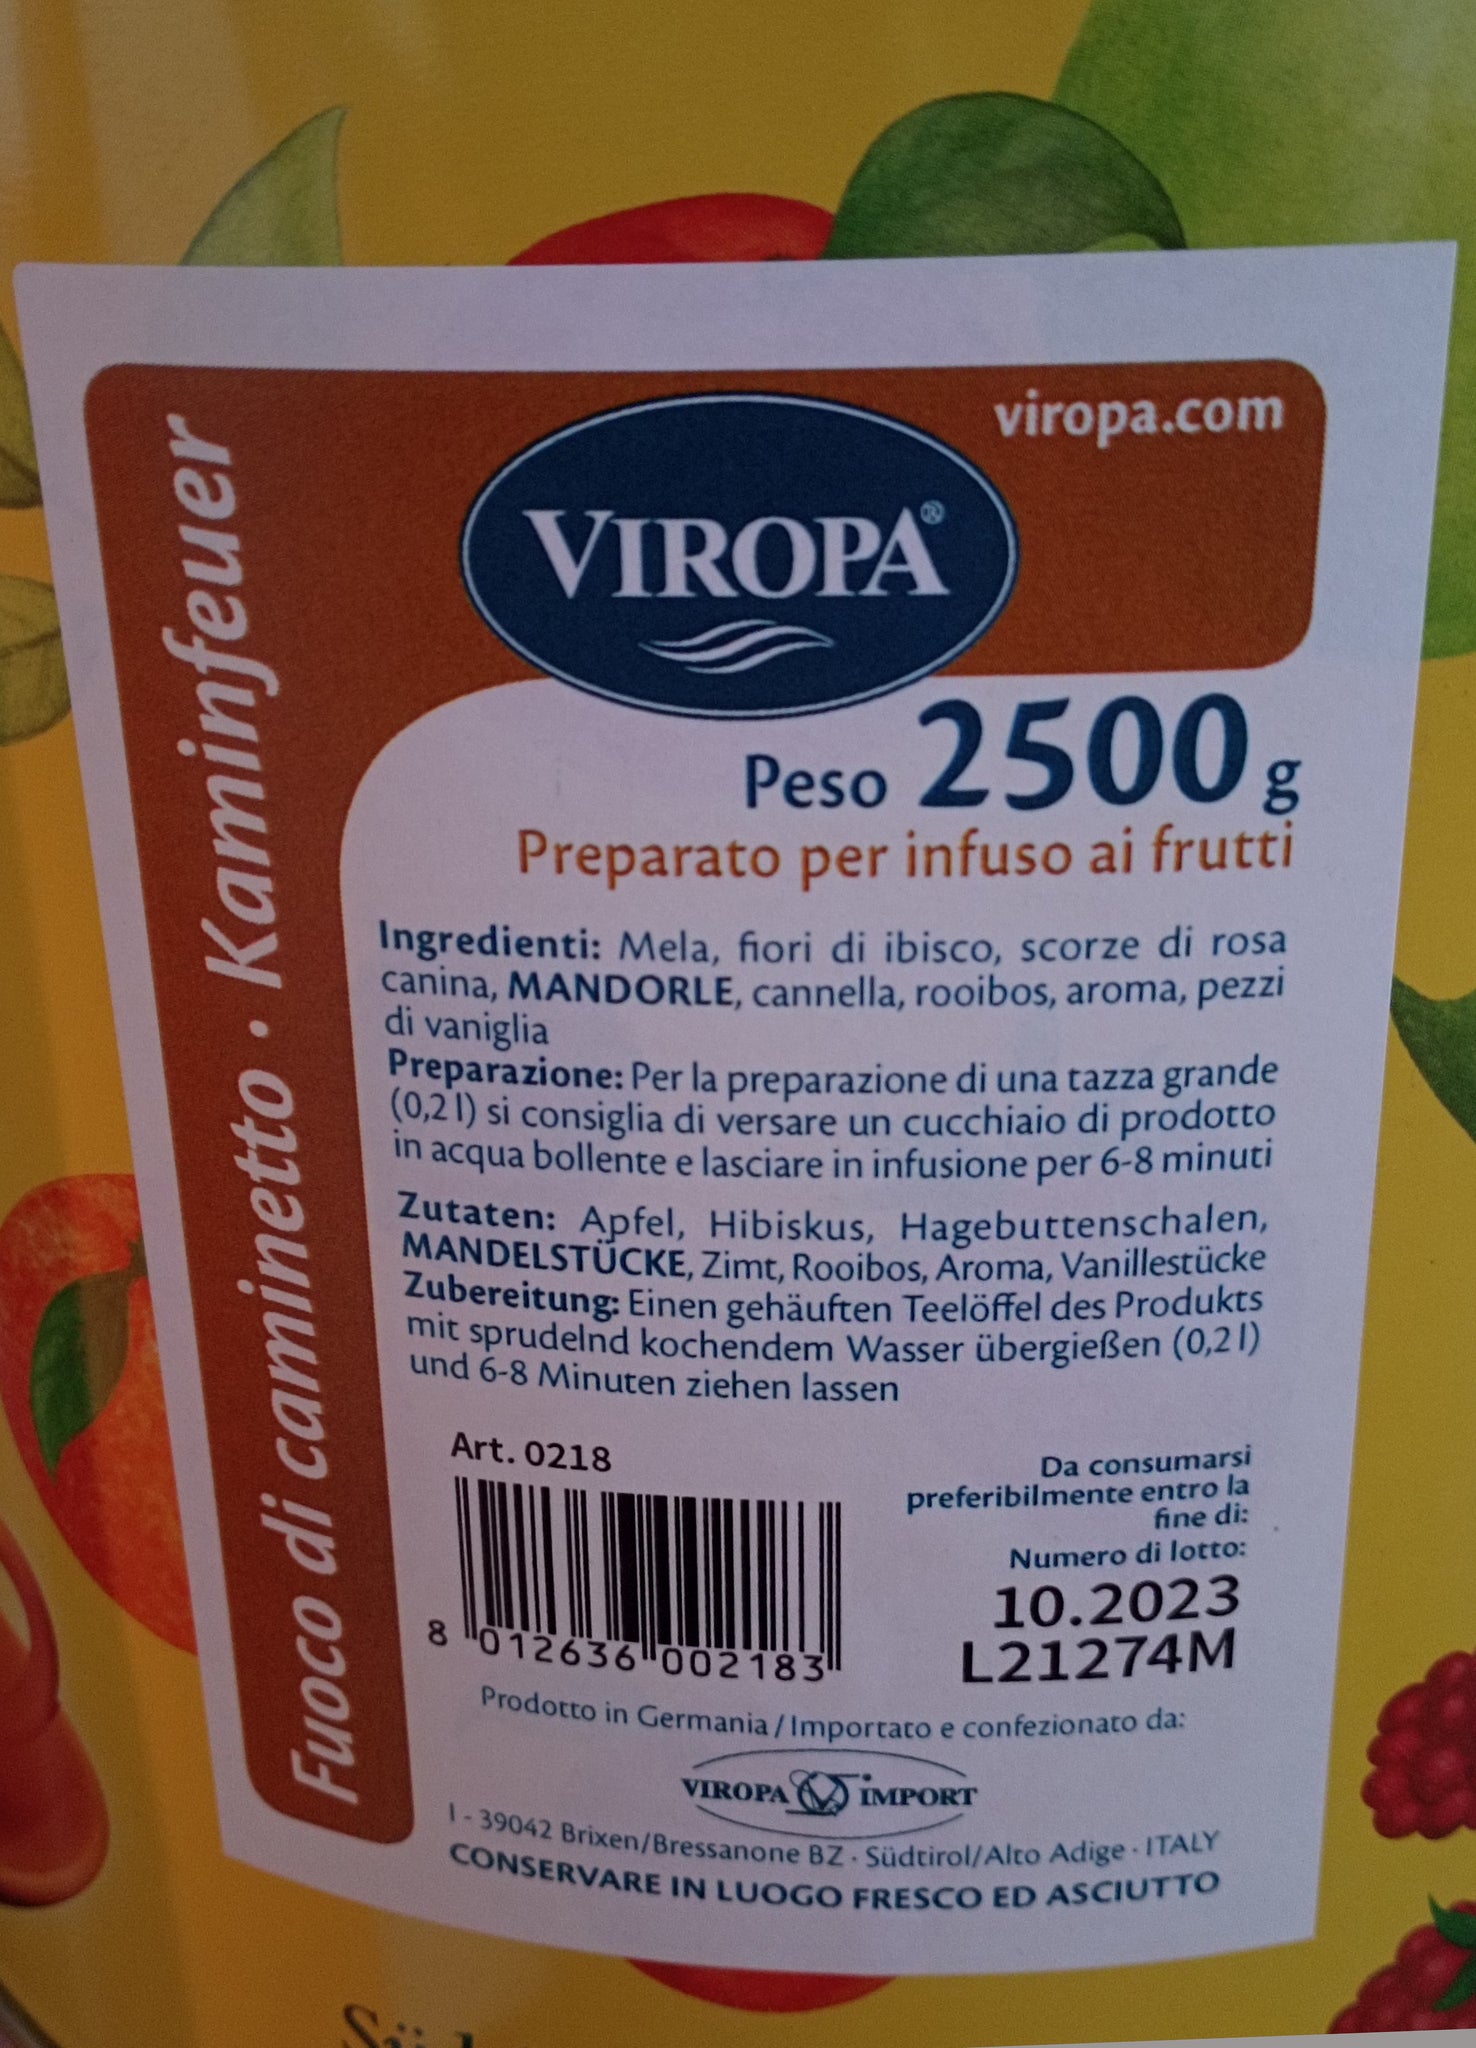 viropa.com
VIROPA®
Fuoco di caminetto · Kaminfeuer
Peso 2500 g
Preparato per infuso ai frutti
Ingredienti: Mela, fiori di ibisco, scorze di rosa
canina, MANDORLE, cannella, rooibos, aroma, pezzi
di vaniglia
Preparazione: Per la preparazione di una tazza grande
(0,2 l) si consiglia di versare un cucchiaio di prodotto
in acqua bollente e lasciare in infusione per 6-8 minuti
Zutaten: Apfel, Hibiskus, Hagebuttenschalen,
MANDELSTÜCKE, Zimt, Rooibos, Aroma, Vanillestücke
Zubereitung: Einen gehäuften Teelöffel des Produkts
mit sprudelnd kochendem Wasser übergießen (0,2 l)
und 6-8 Minuten ziehen lassen
Art. 0218
8 012636 002183
Da consumarsi
preferibilmente entro la
fine di:
Numero di lotto:
10.2023
L21274M
Prodotto in Germania / Importato e confezionato da:
VIROPA IMPORT
I - 39042 Brixen/Bressanone BZ · Südtirol/Alto Adige · ITALY
CONSERVARE IN LUOGO FRESCO ED ASCIUTTO